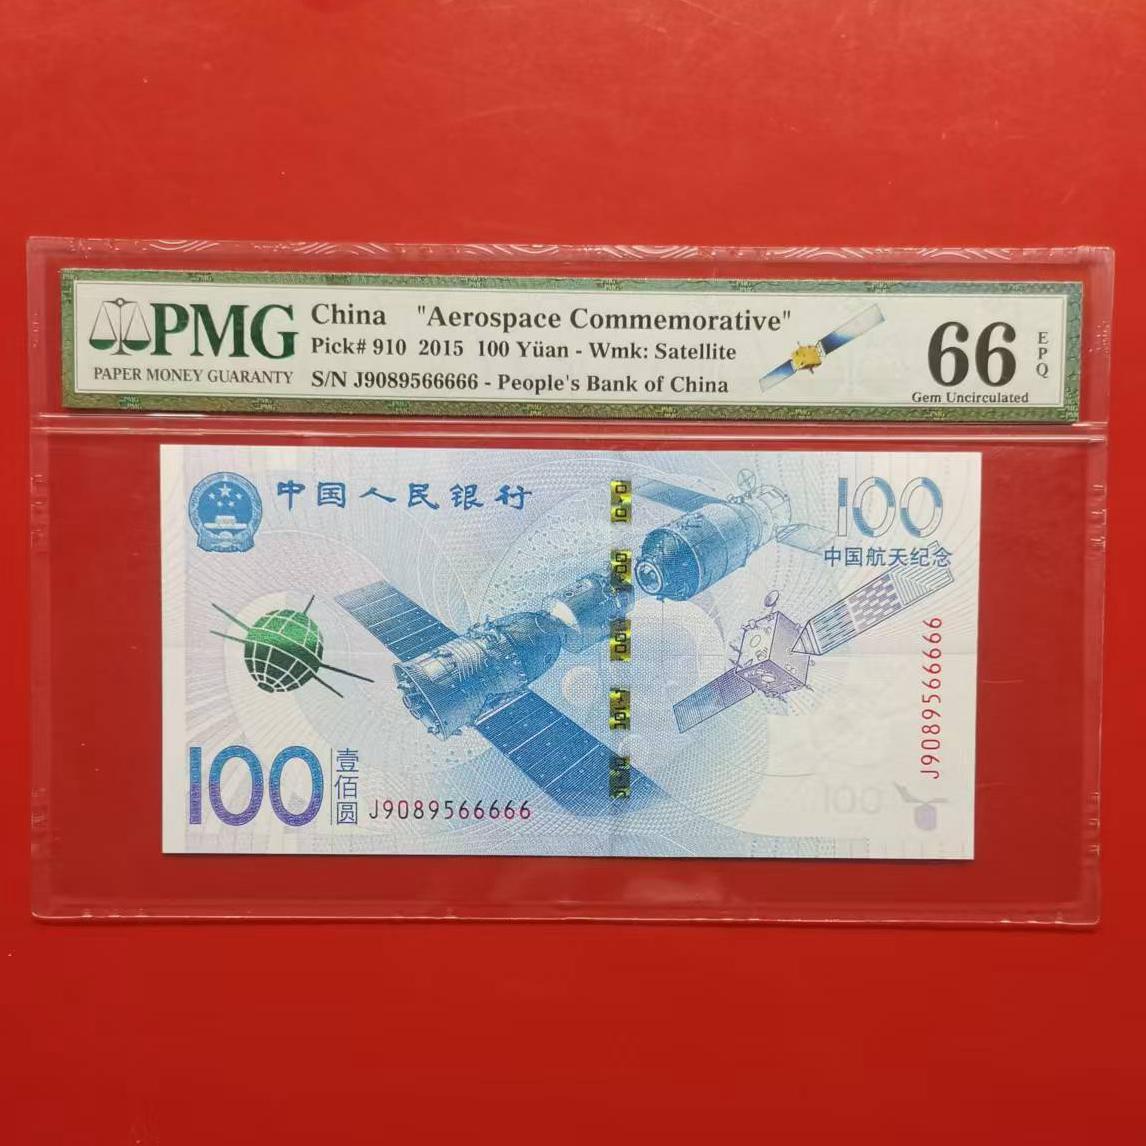 PMG
PAPER MONEY GUARANTY
China "Aerospace Commemorative"
Pick# 910 2015 100 Yüan - Wmk: Satellite
S/N J9089566666 - People's Bank of China
66
EPQ
Gem Uncirculated
中国人民银行
100
中国航天纪念
J9089566666
100
壹佰圆
J9089566666